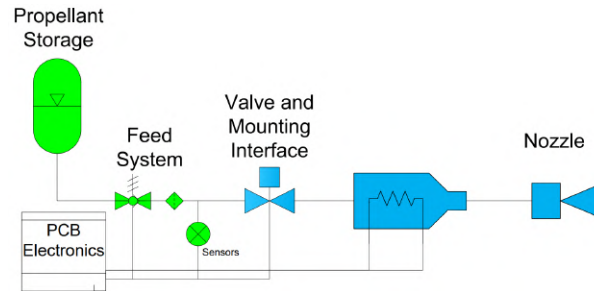 Propellant
Storage
Valve and
Mounting
Interface
Feed
System
Nozzle
PCB
Electronics
Sensors